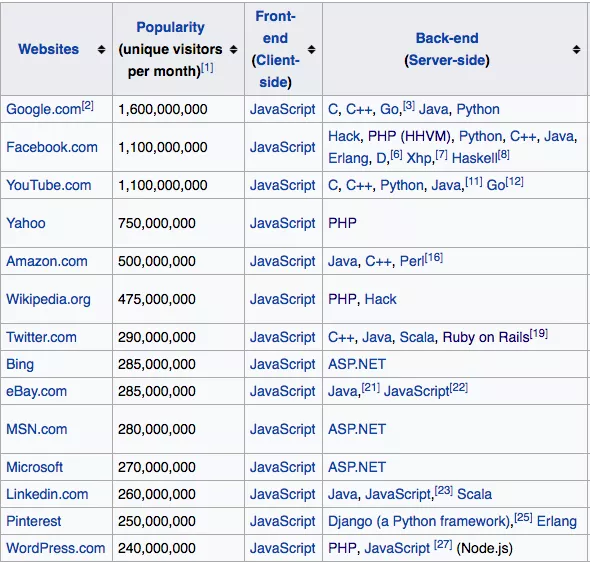 Websites Popularity (unique visitors per month)[1] Front-end (Client-side) Back-end (Server-side)
Google.com[2] 1,600,000,000 JavaScript C, C++, Go,[3] Java, Python
Facebook.com 1,100,000,000 JavaScript Hack, PHP (HHVM), Python, C++, Java,
Erlang, D,[6] Xhp,[7] Haskell[8]
YouTube.com 1,100,000,000 JavaScript C, C++, Python, Java,[11] Go[12]
Yahoo 750,000,000 JavaScript PHP
Amazon.com 500,000,000 JavaScript Java, C++, Perl[16]
Wikipedia.org 475,000,000 JavaScript PHP, Hack
Twitter.com 290,000,000 JavaScript C++, Java, Scala, Ruby on Rails[19]
Bing 285,000,000 JavaScript ASP.NET
eBay.com 285,000,000 JavaScript Java,[21] JavaScript[22]
MSN.com 280,000,000 JavaScript ASP.NET
Microsoft 270,000,000 JavaScript ASP.NET
Linkedin.com 260,000,000 JavaScript Java, JavaScript,[23] Scala
Pinterest 250,000,000 JavaScript Django (a Python framework),[25] Erlang
WordPress.com 240,000,000 JavaScript PHP, JavaScript [27] (Node.js)